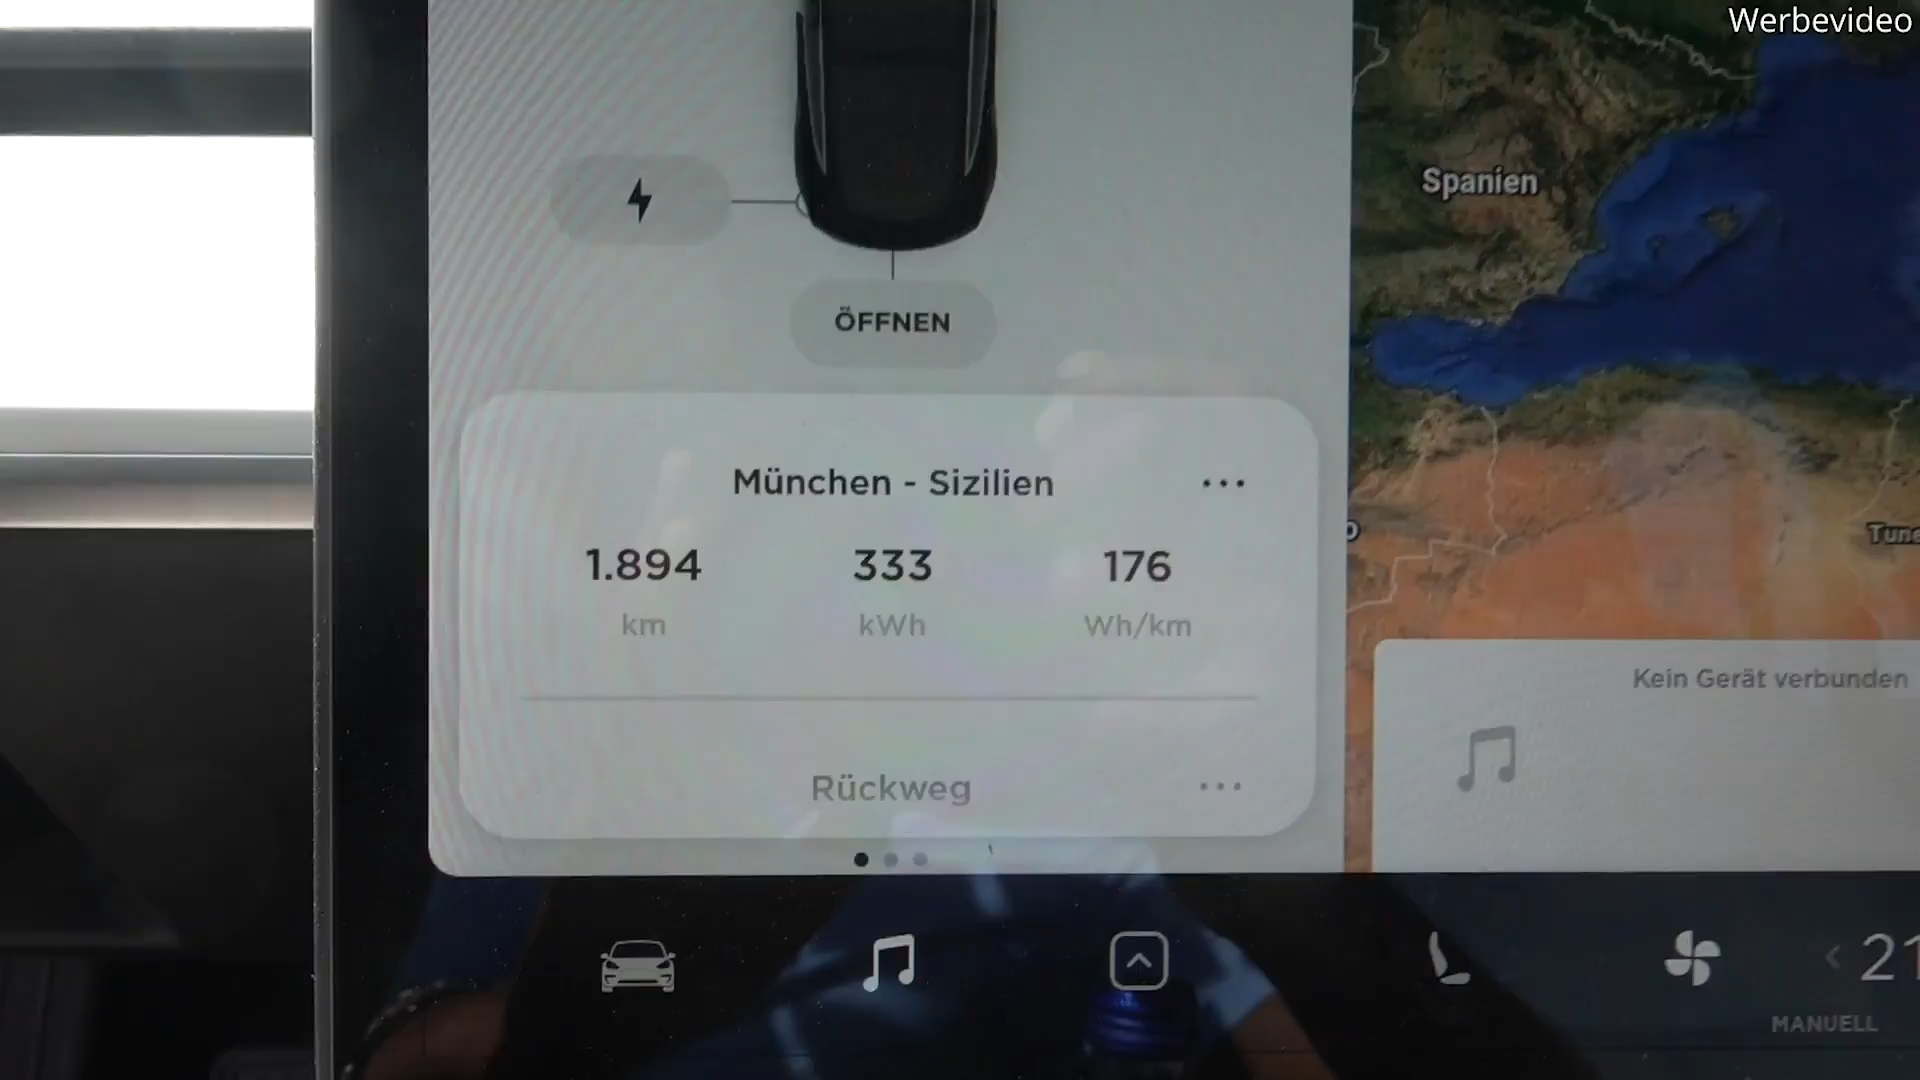 Werbevideo
Spanien
ÖFFNEN
München - Sizilien
1.894 333 176
km kWh Wh/km
Rückweg
Kein Gerät verbunden
21
MANUELL